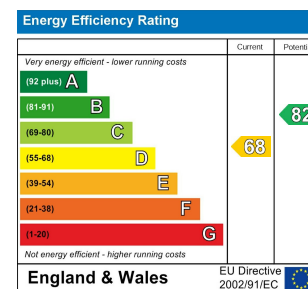 Energy Efficiency Rating
Current Potenti
Very energy efficient - lower running costs
(92 plus) A
(81-91) B
82
(69-80) C
68
(55-68) D
(39-54) E
(21-38) F
(1-20) G
Not energy efficient - higher running costs
England & Wales
EU Directive
2002/91/EC